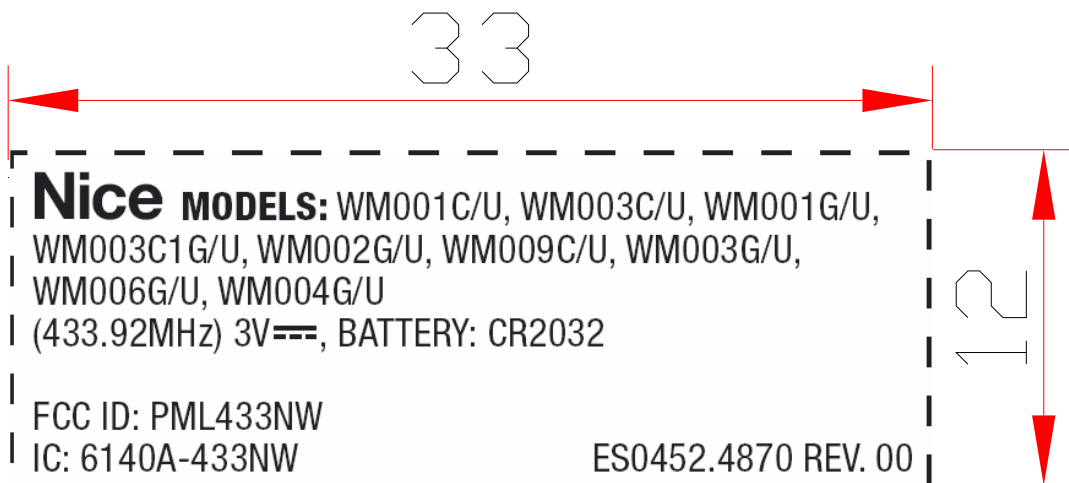 33
Nice MODELS: WM001C/U, WM003C/U, WM001G/U,
WM003C1G/U, WM002G/U, WM009C/U, WM003G/U,
WM006G/U, WM004G/U
(433.92MHz) 3V⎓, BATTERY: CR2032
12
FCC ID: PML433NW
IC: 6140A-433NW ES0452.4870 REV. 00